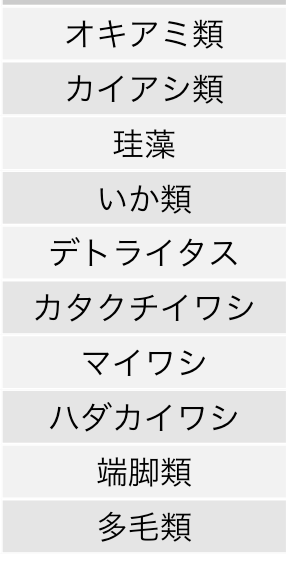 オキアミ類
カイアシ類
珪藻
いか類
デトライタス
カタクチイワシ
マイワシ
ハダカイワシ
端脚類
多毛類